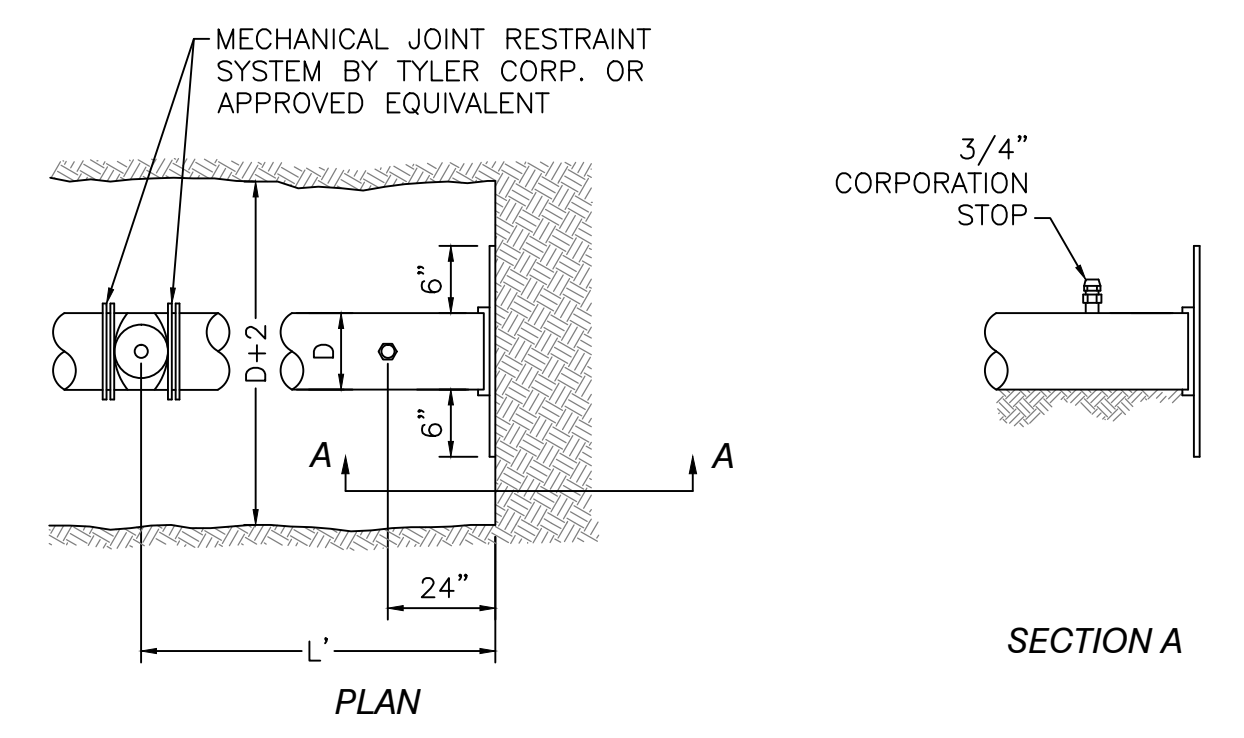 MECHANICAL JOINT RESTRAINT
SYSTEM BY TYLER CORP. OR
APPROVED EQUIVALENT
3/4"
CORPORATION
STOP
6"
D+2
D
6"
A
A
24"
L'
PLAN
SECTION A